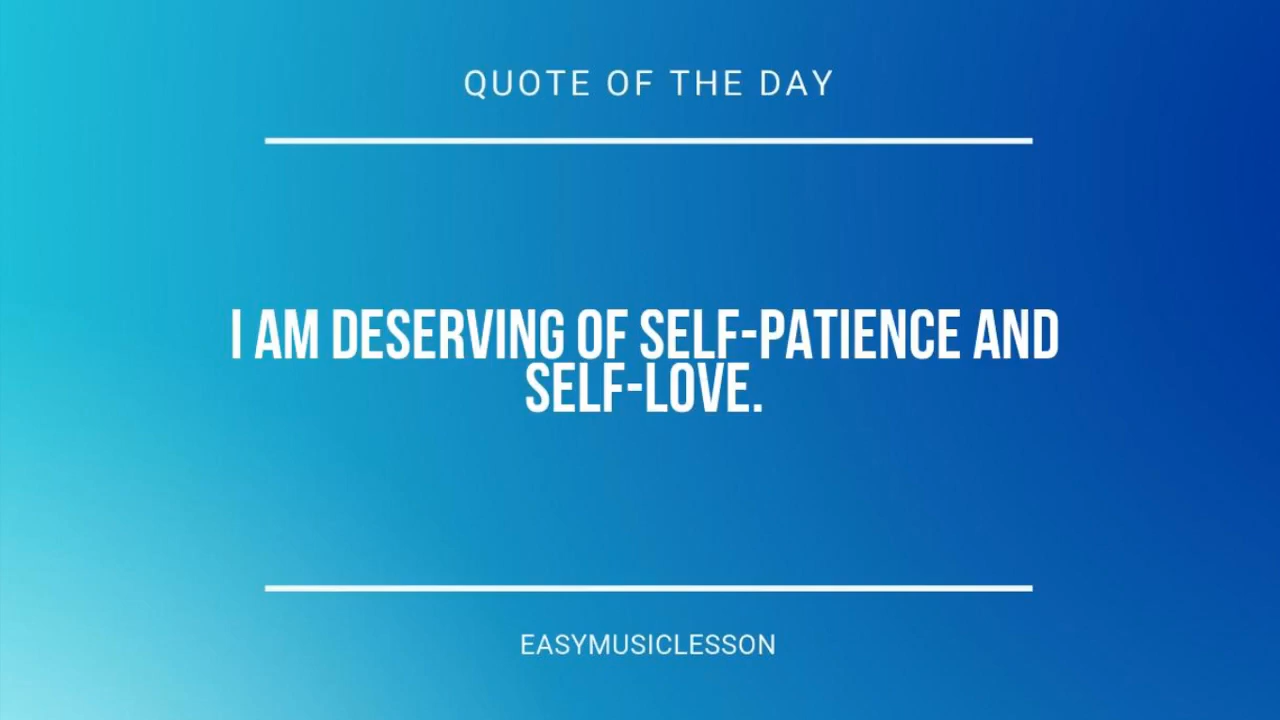 QUOTE OF THE DAY
I AM DESERVING OF SELF-PATIENCE AND
SELF-LOVE.
EASYMUSICLESSON